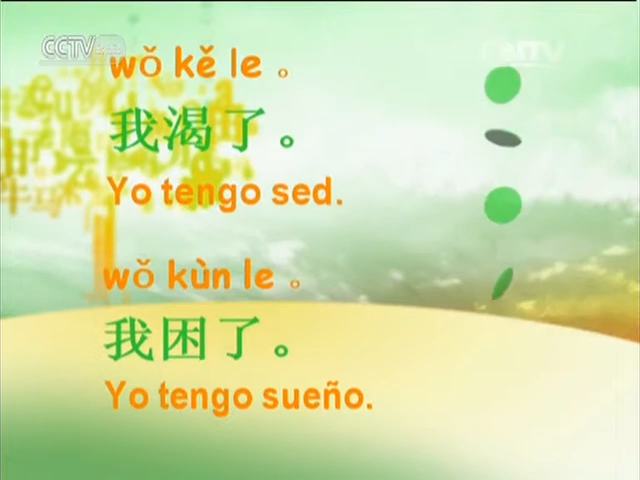 CCTV
wǒ kě le 。
我渴了。
Yo tengo sed.
wǒ kùn le 。
我困了。
Yo tengo sueño.